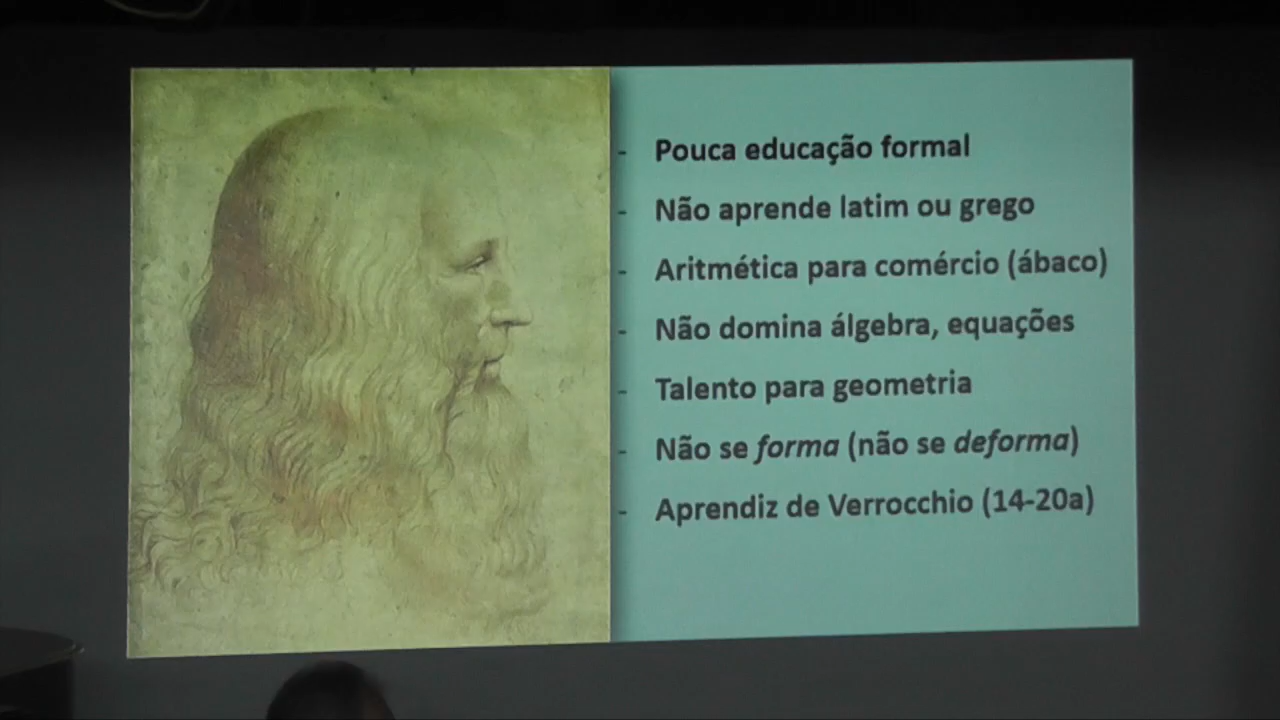 - Pouca educação formal
- Não aprende latim ou grego
- Aritmética para comércio (ábaco)
- Não domina álgebra, equações
- Talento para geometria
- Não se forma (não se deforma)
- Aprendiz de Verrocchio (14-20a)